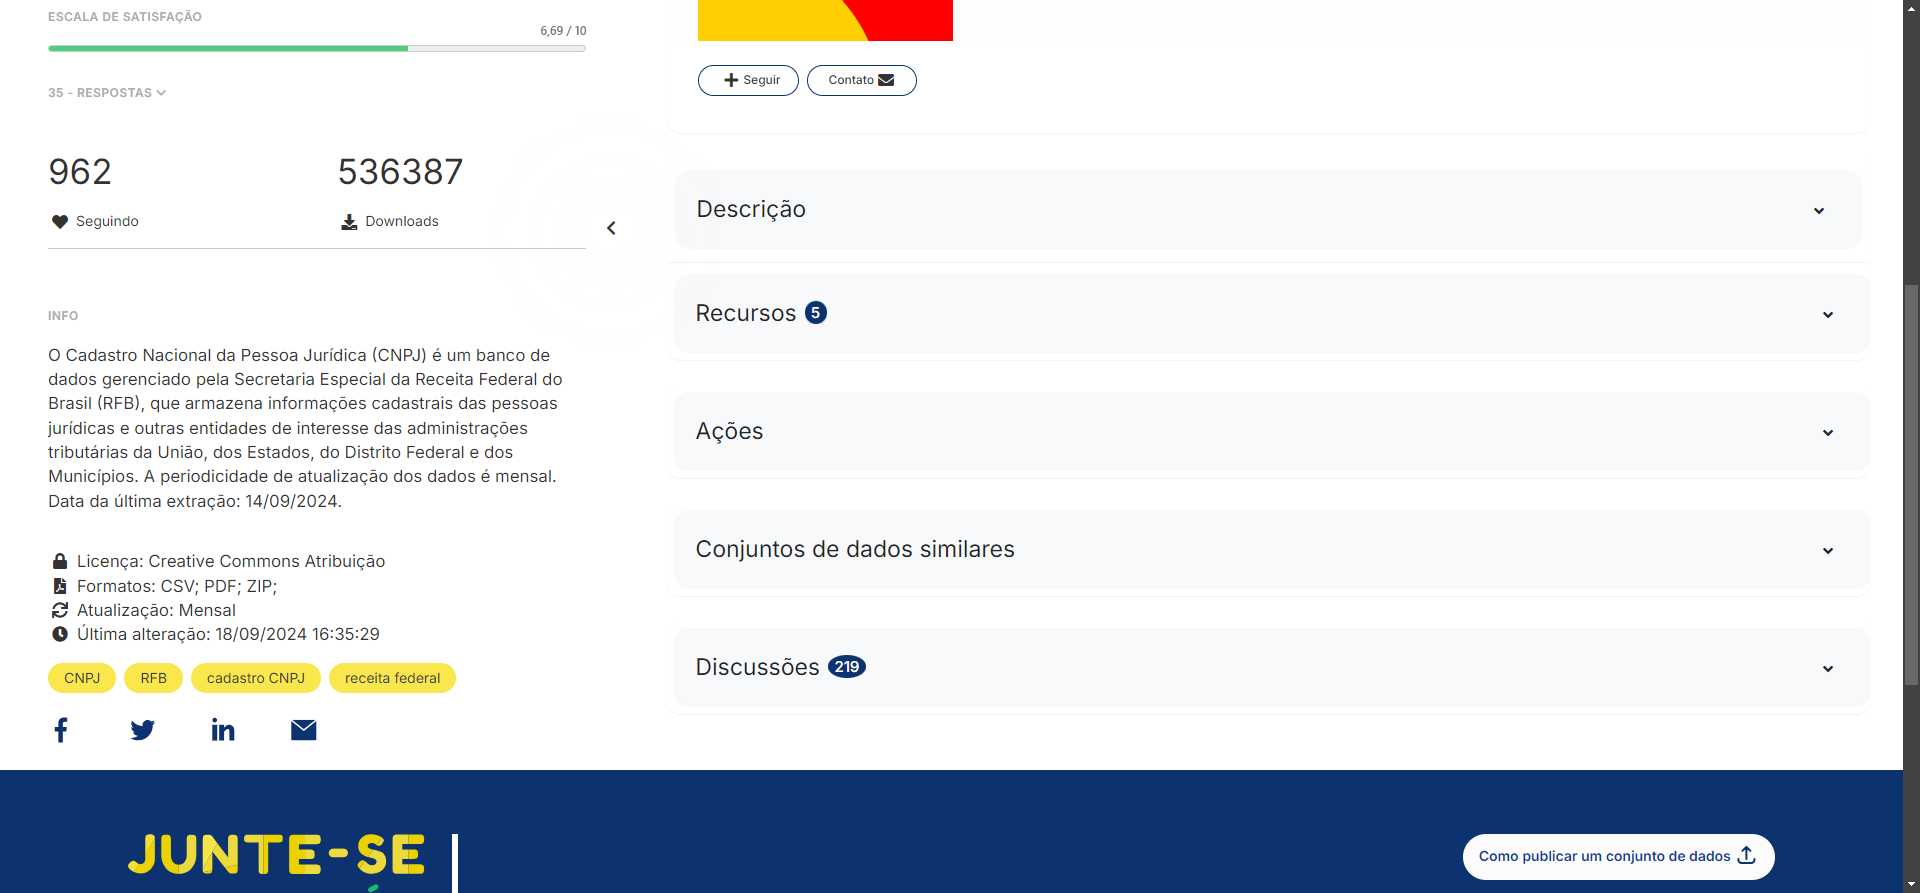 ESCALA DE SATISFAÇÃO
6,69 / 10
35 - RESPOSTAS
962
536387
Seguindo
Downloads
INFO
O Cadastro Nacional da Pessoa Jurídica (CNPJ) é um banco de
dados gerenciado pela Secretaria Especial da Receita Federal do
Brasil (RFB), que armazena informações cadastrais das pessoas
jurídicas e outras entidades de interesse das administrações
tributárias da União, dos Estados, do Distrito Federal e dos
Municípios. A periodicidade de atualização dos dados é mensal.
Data da última extração: 14/09/2024.
Licença: Creative Commons Atribuição
Formatos: CSV; PDF; ZIP;
Atualização: Mensal
Última alteração: 18/09/2024 16:35:29
CNPJ
RFB
cadastro CNPJ
receita federal
Seguir
Contato
Descrição
Recursos 5
Ações
Conjuntos de dados similares
Discussões 219
JUNTE-SE
Como publicar um conjunto de dados